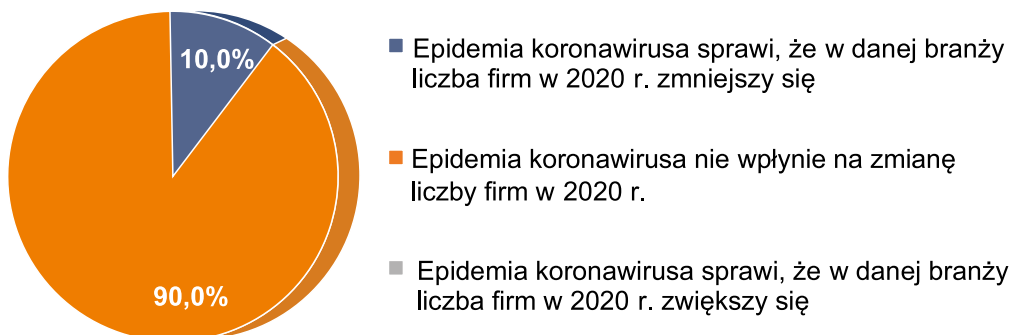 10,0%
90,0%
Epidemia koronawirusa sprawi, że w danej branży
liczba firm w 2020 r. zmniejszy się
Epidemia koronawirusa nie wpłynie na zmianę
liczby firm w 2020 r.
Epidemia koronawirusa sprawi, że w danej branży
liczba firm w 2020 r. zwiększy się